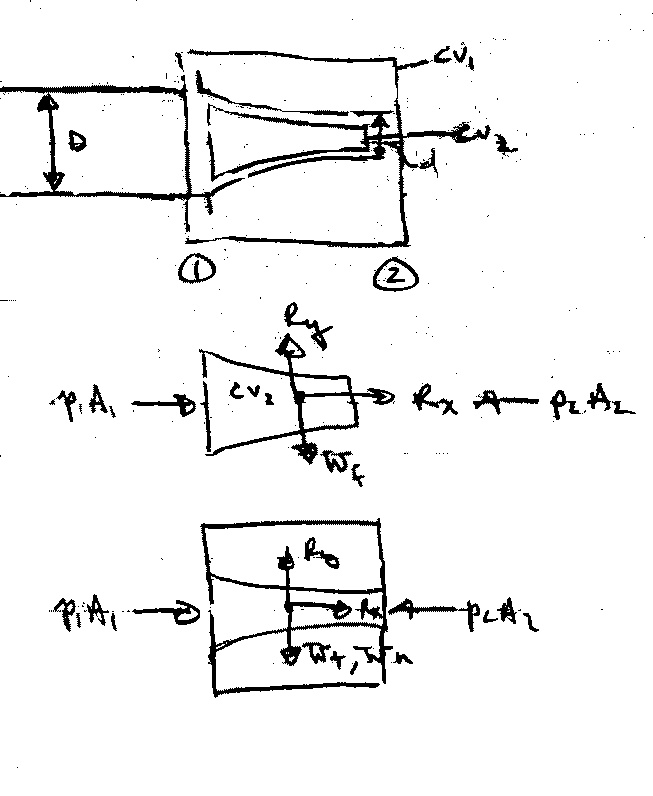 CV₁
D
CV₂
d
① ②
Ry
p₁A₁ CV₂ Rx p₂A₂
Wf
Ry
p₁A₁ Rx p₂A₂
Wf, Wn